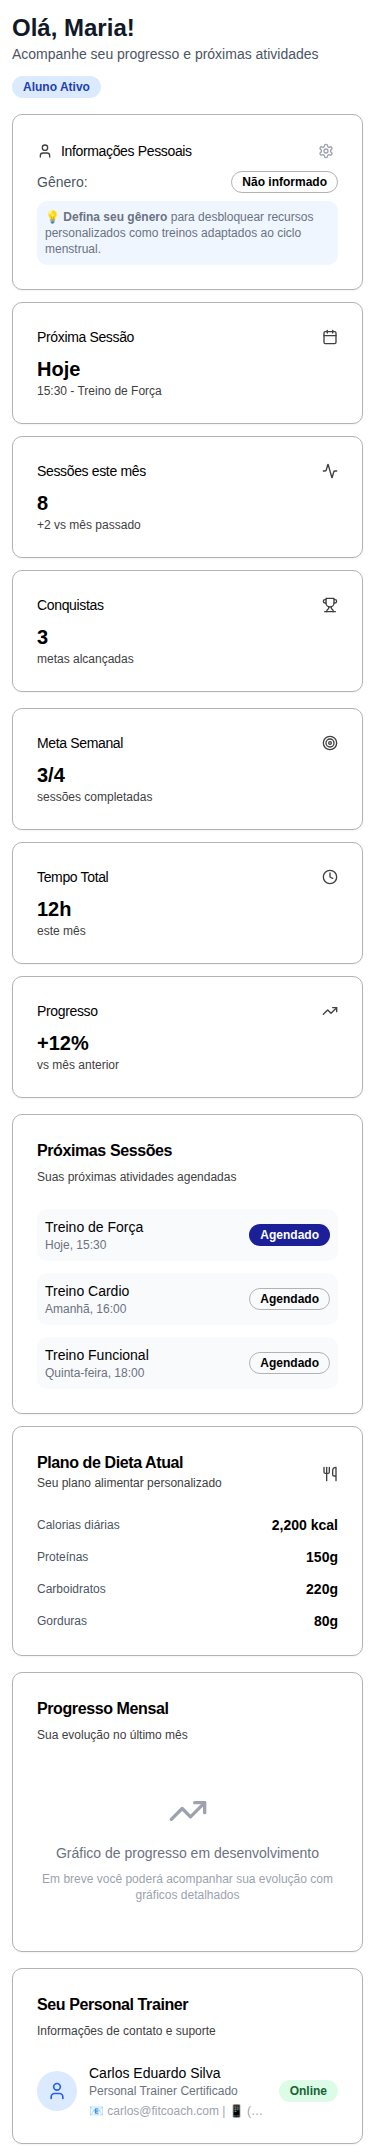 Olá, Maria!
Acompanhe seu progresso e próximas atividades
Aluno Ativo
Informações Pessoais
Gênero: Não informado
💡 Defina seu gênero para desbloquear recursos
personalizados como treinos adaptados ao ciclo
menstrual.
Próxima Sessão
Hoje
15:30 - Treino de Força
Sessões este mês
8
+2 vs mês passado
Conquistas
3
metas alcançadas
Meta Semanal
3/4
sessões completadas
Tempo Total
12h
este mês
Progresso
+12%
vs mês anterior
Próximas Sessões
Suas próximas atividades agendadas
Treino de Força
Hoje, 15:30
Agendado
Treino Cardio
Amanhã, 16:00
Agendado
Treino Funcional
Quinta-feira, 18:00
Agendado
Plano de Dieta Atual
Seu plano alimentar personalizado
Calorias diárias 2,200 kcal
Proteínas 150g
Carboidratos 220g
Gorduras 80g
Progresso Mensal
Sua evolução no último mês
Gráfico de progresso em desenvolvimento
Em breve você poderá acompanhar sua evolução com
gráficos detalhados
Seu Personal Trainer
Informações de contato e suporte
Carlos Eduardo Silva
Personal Trainer Certificado
📧 carlos@fitcoach.com | 📱 (…
Online